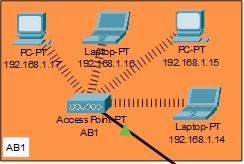 PC-PT
192.168.1.17
Laptop-PT
192.168.1.16
PC-PT
192.168.1.15
Access Point-PT
AB1
Laptop-PT
192.168.1.14
AB1